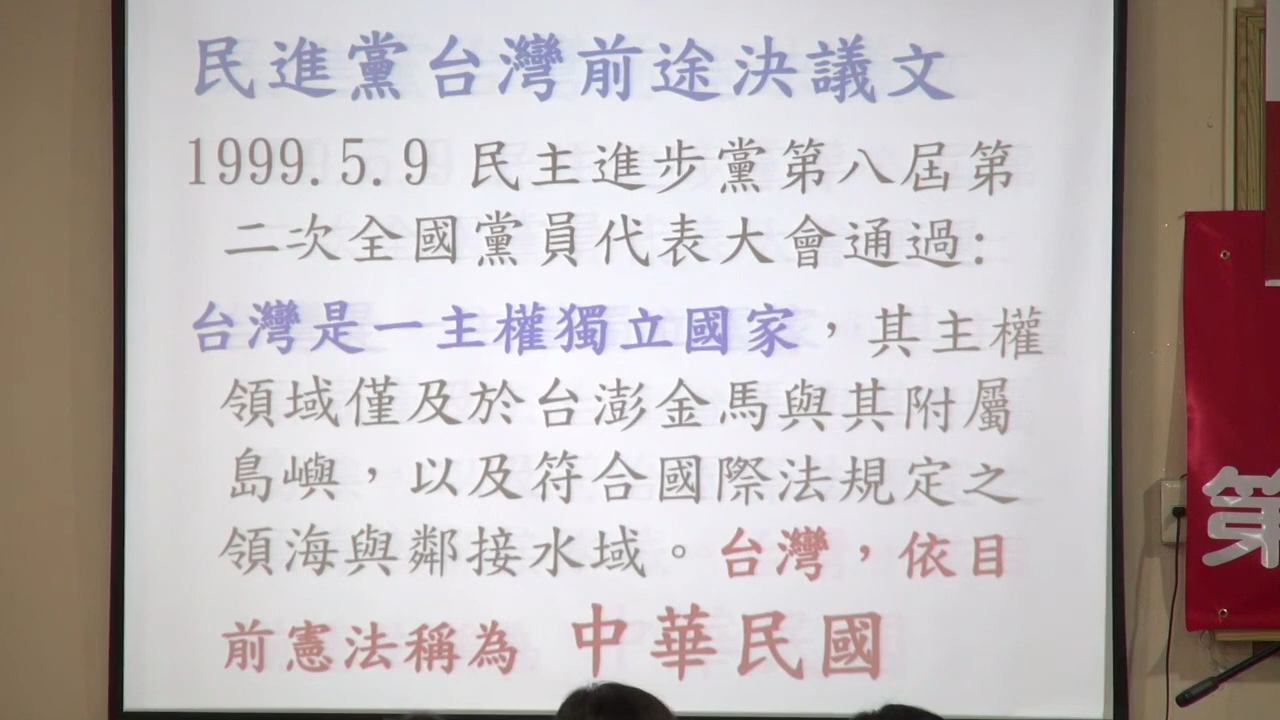 民進黨台灣前途決議文
1999.5.9 民主進步黨第八屆第
二次全國黨員代表大會通過:
台灣是一主權獨立國家，其主權
領域僅及於台澎金馬與其附屬
島嶼，以及符合國際法規定之
領海與鄰接水域。台灣，依目
前憲法稱為 中華民國
第